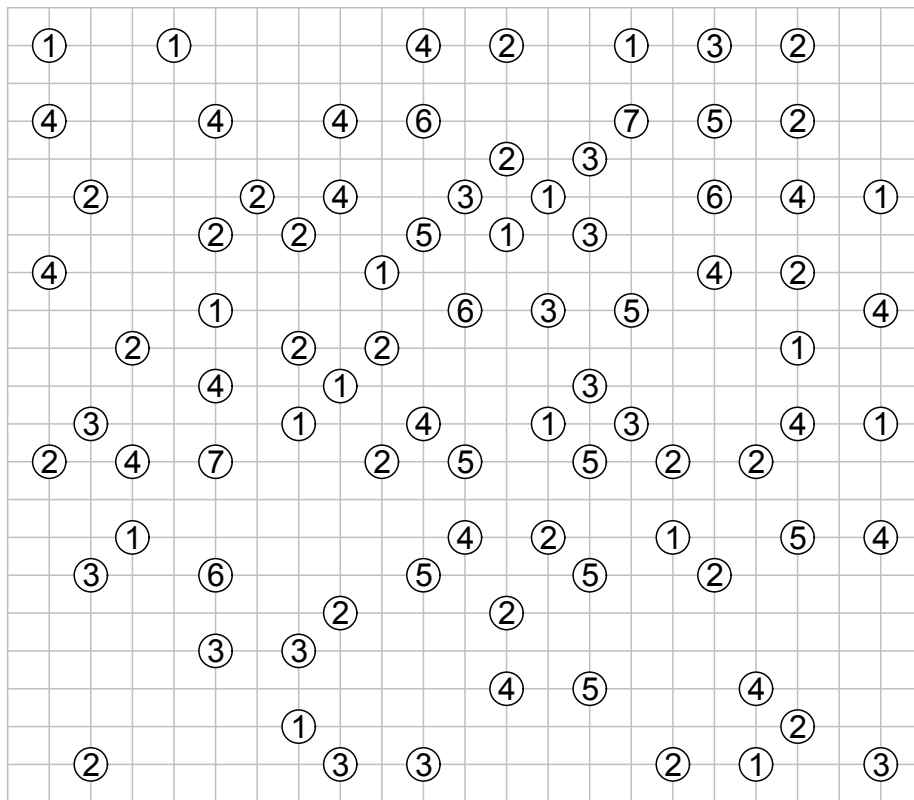 1 1 4 2 1 3 2
4 4 4 6 7 5 2
2 3
2 2 4 3 1 6 4 1
2 2 5 1 3
4 1 4 2
1 6 3 5 4
2 2 2 1
4 1 3
3 1 4 1 3 4 1
2 4 7 2 5 5 2 2
1 4 2 1 5 4
3 6 5 5 2
2 2
3 3
4 5 4
1 2
2 3 3 2 1 3